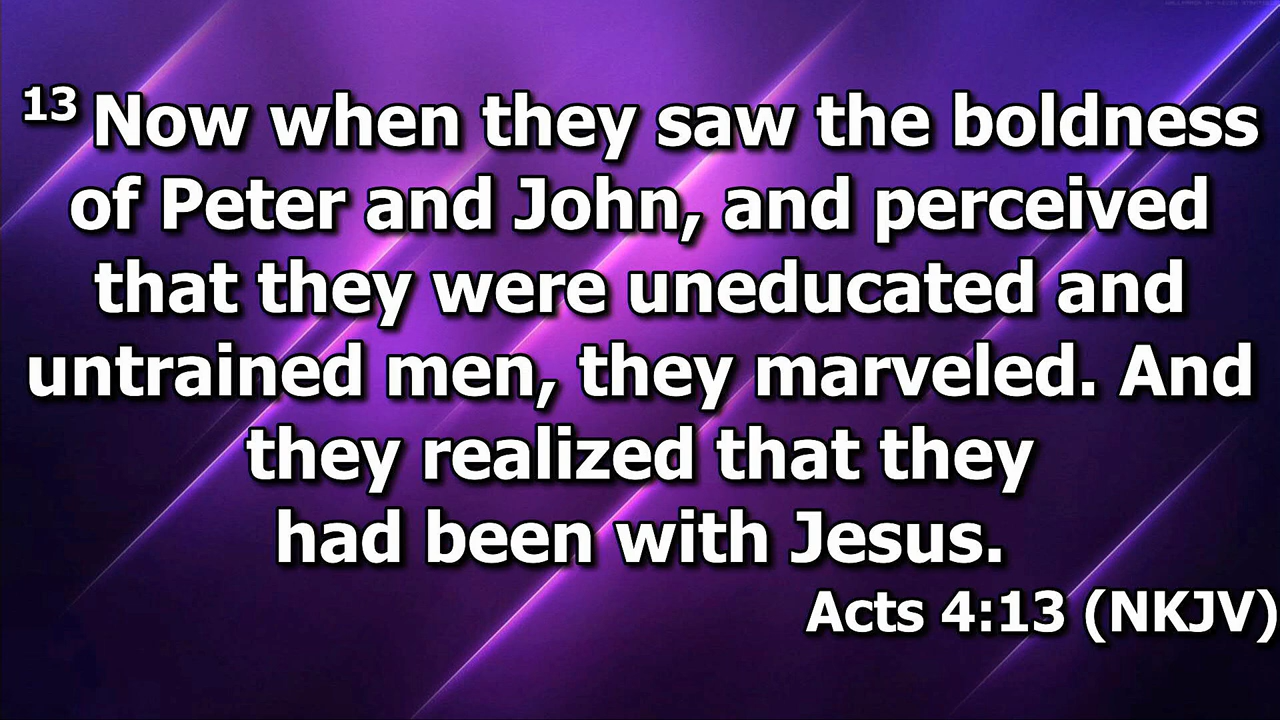 13 Now when they saw the boldness
of Peter and John, and perceived
that they were uneducated and
untrained men, they marveled. And
they realized that they
had been with Jesus.
Acts 4:13 (NKJV)